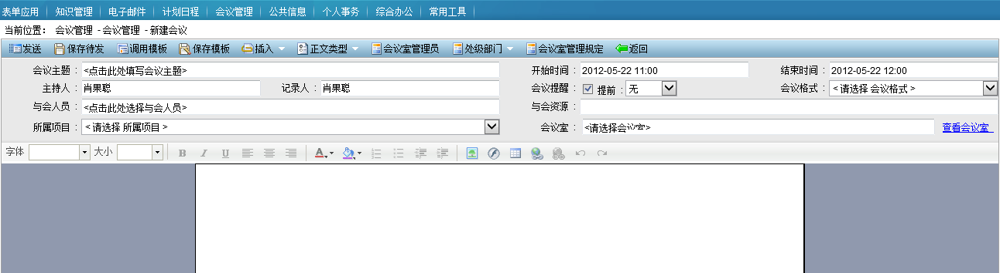 表单应用 知识管理 电子邮件 计划日程 会议管理 公共信息 个人事务 综合办公 常用工具
当前位置： 会议管理 - 会议管理 - 新建会议
发送 保存待发 调用模板 保存模板 插入 正文类型 会议室管理员 处级部门 会议室管理规定 返回
会议主题 : <点击此处填写会议主题> 开始时间 : 2012-05-22 11:00 结束时间 : 2012-05-22 12:00
主持人 : 肖果聪 记录人 : 肖果聪 会议提醒 : 提前 : 无 会议格式 : < 请选择 会议格式 >
与会人员 : <点击此处选择与会人员> 与会资源 :
所属项目 : < 请选择 所属项目 > 会议室 : <请选择会议室> 查看会议室
字体 大小 B I U A